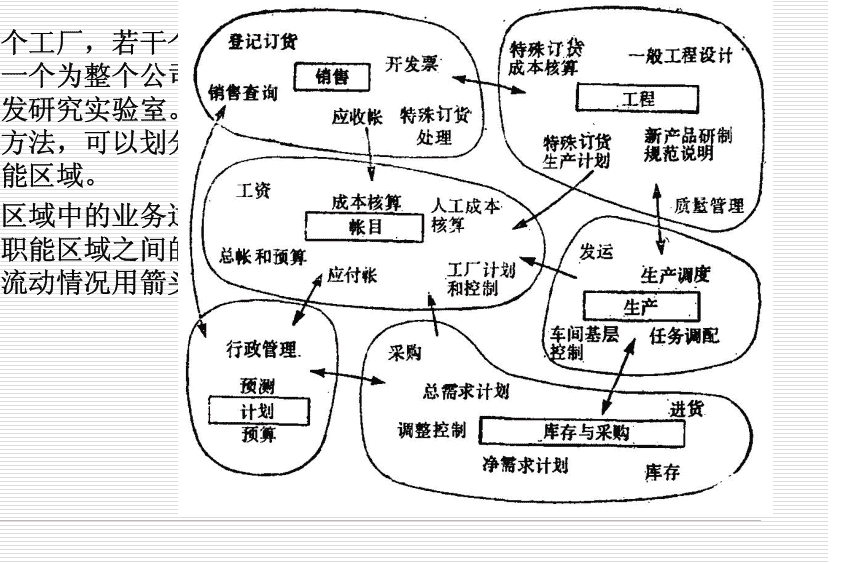 个工厂，若干
一个为整个公司
发研究实验室。
方法，可以划分
能区域。
区域中的业务过
职能区域之间的
流动情况用箭头
登记订货
销售
开发票
销售查询
应收帐
特殊订货
处理
特殊订货
成本核算
一般工程设计
工程
特殊订货
生产计划
新产品研制
规范说明
质量管理
工资
成本核算
帐目
人工成本
核算
总帐和预算
应付帐
工厂计划
和控制
发运
生产调度
生产
车间基层
控制
任务调配
行政管理
预测
计划
预算
采购
总需求计划
进货
调整控制
库存与采购
净需求计划
库存